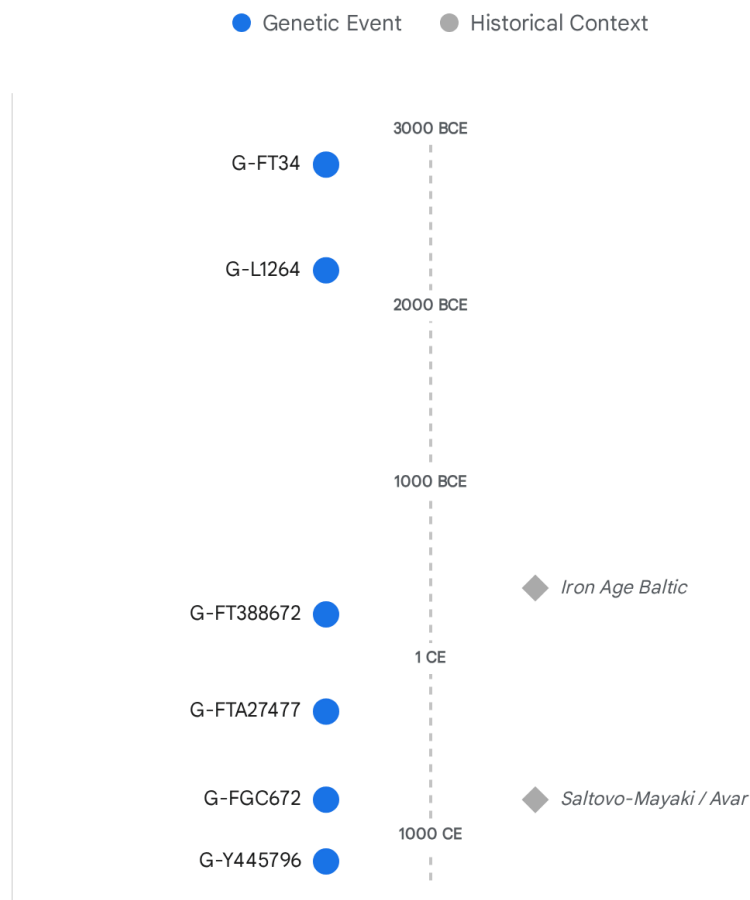 Genetic Event
Historical Context
3000 BCE
G-FT34
G-L1264
2000 BCE
1000 BCE
Iron Age Baltic
G-FT388672
1 CE
G-FTA27477
G-FGC672
Saltovo-Mayaki / Avar
1000 CE
G-Y445796